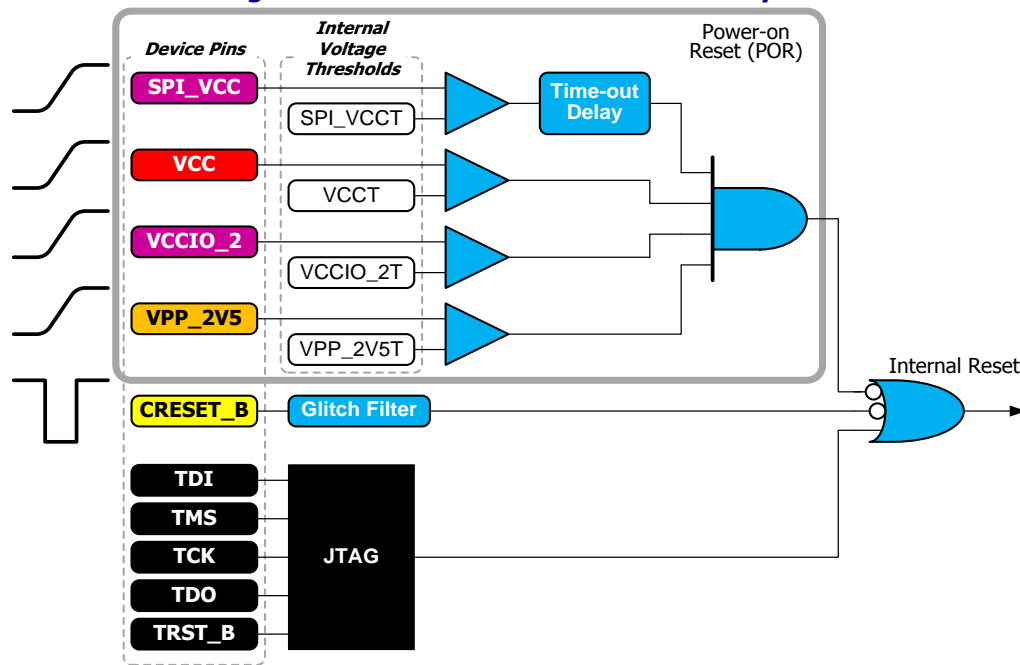 Device Pins
Internal
Voltage
Thresholds
Power-on
Reset (POR)
SPI_VCC
SPI_VCCT
Time-out
Delay
VCC
VCCT
VCCIO_2
VCCIO_2T
VPP_2V5
VPP_2V5T
Internal Reset
CRESET_B
Glitch Filter
TDI
TMS
TCK
TDO
TRST_B
JTAG